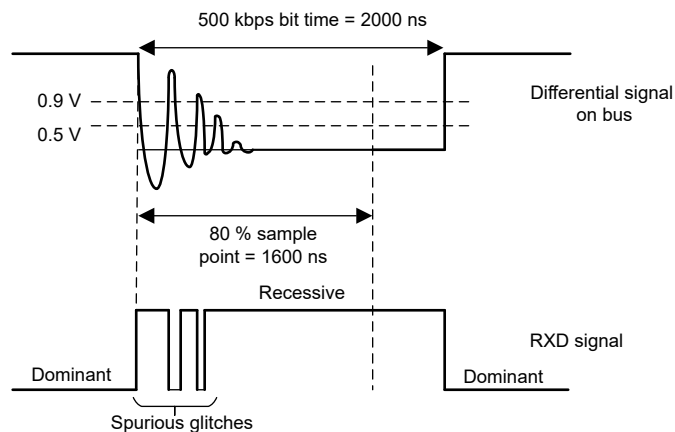 500 kbps bit time = 2000 ns
0.9 V
0.5 V
Differential signal
on bus
80 % sample
point = 1600 ns
Recessive
RXD signal
Dominant
Dominant
Spurious glitches